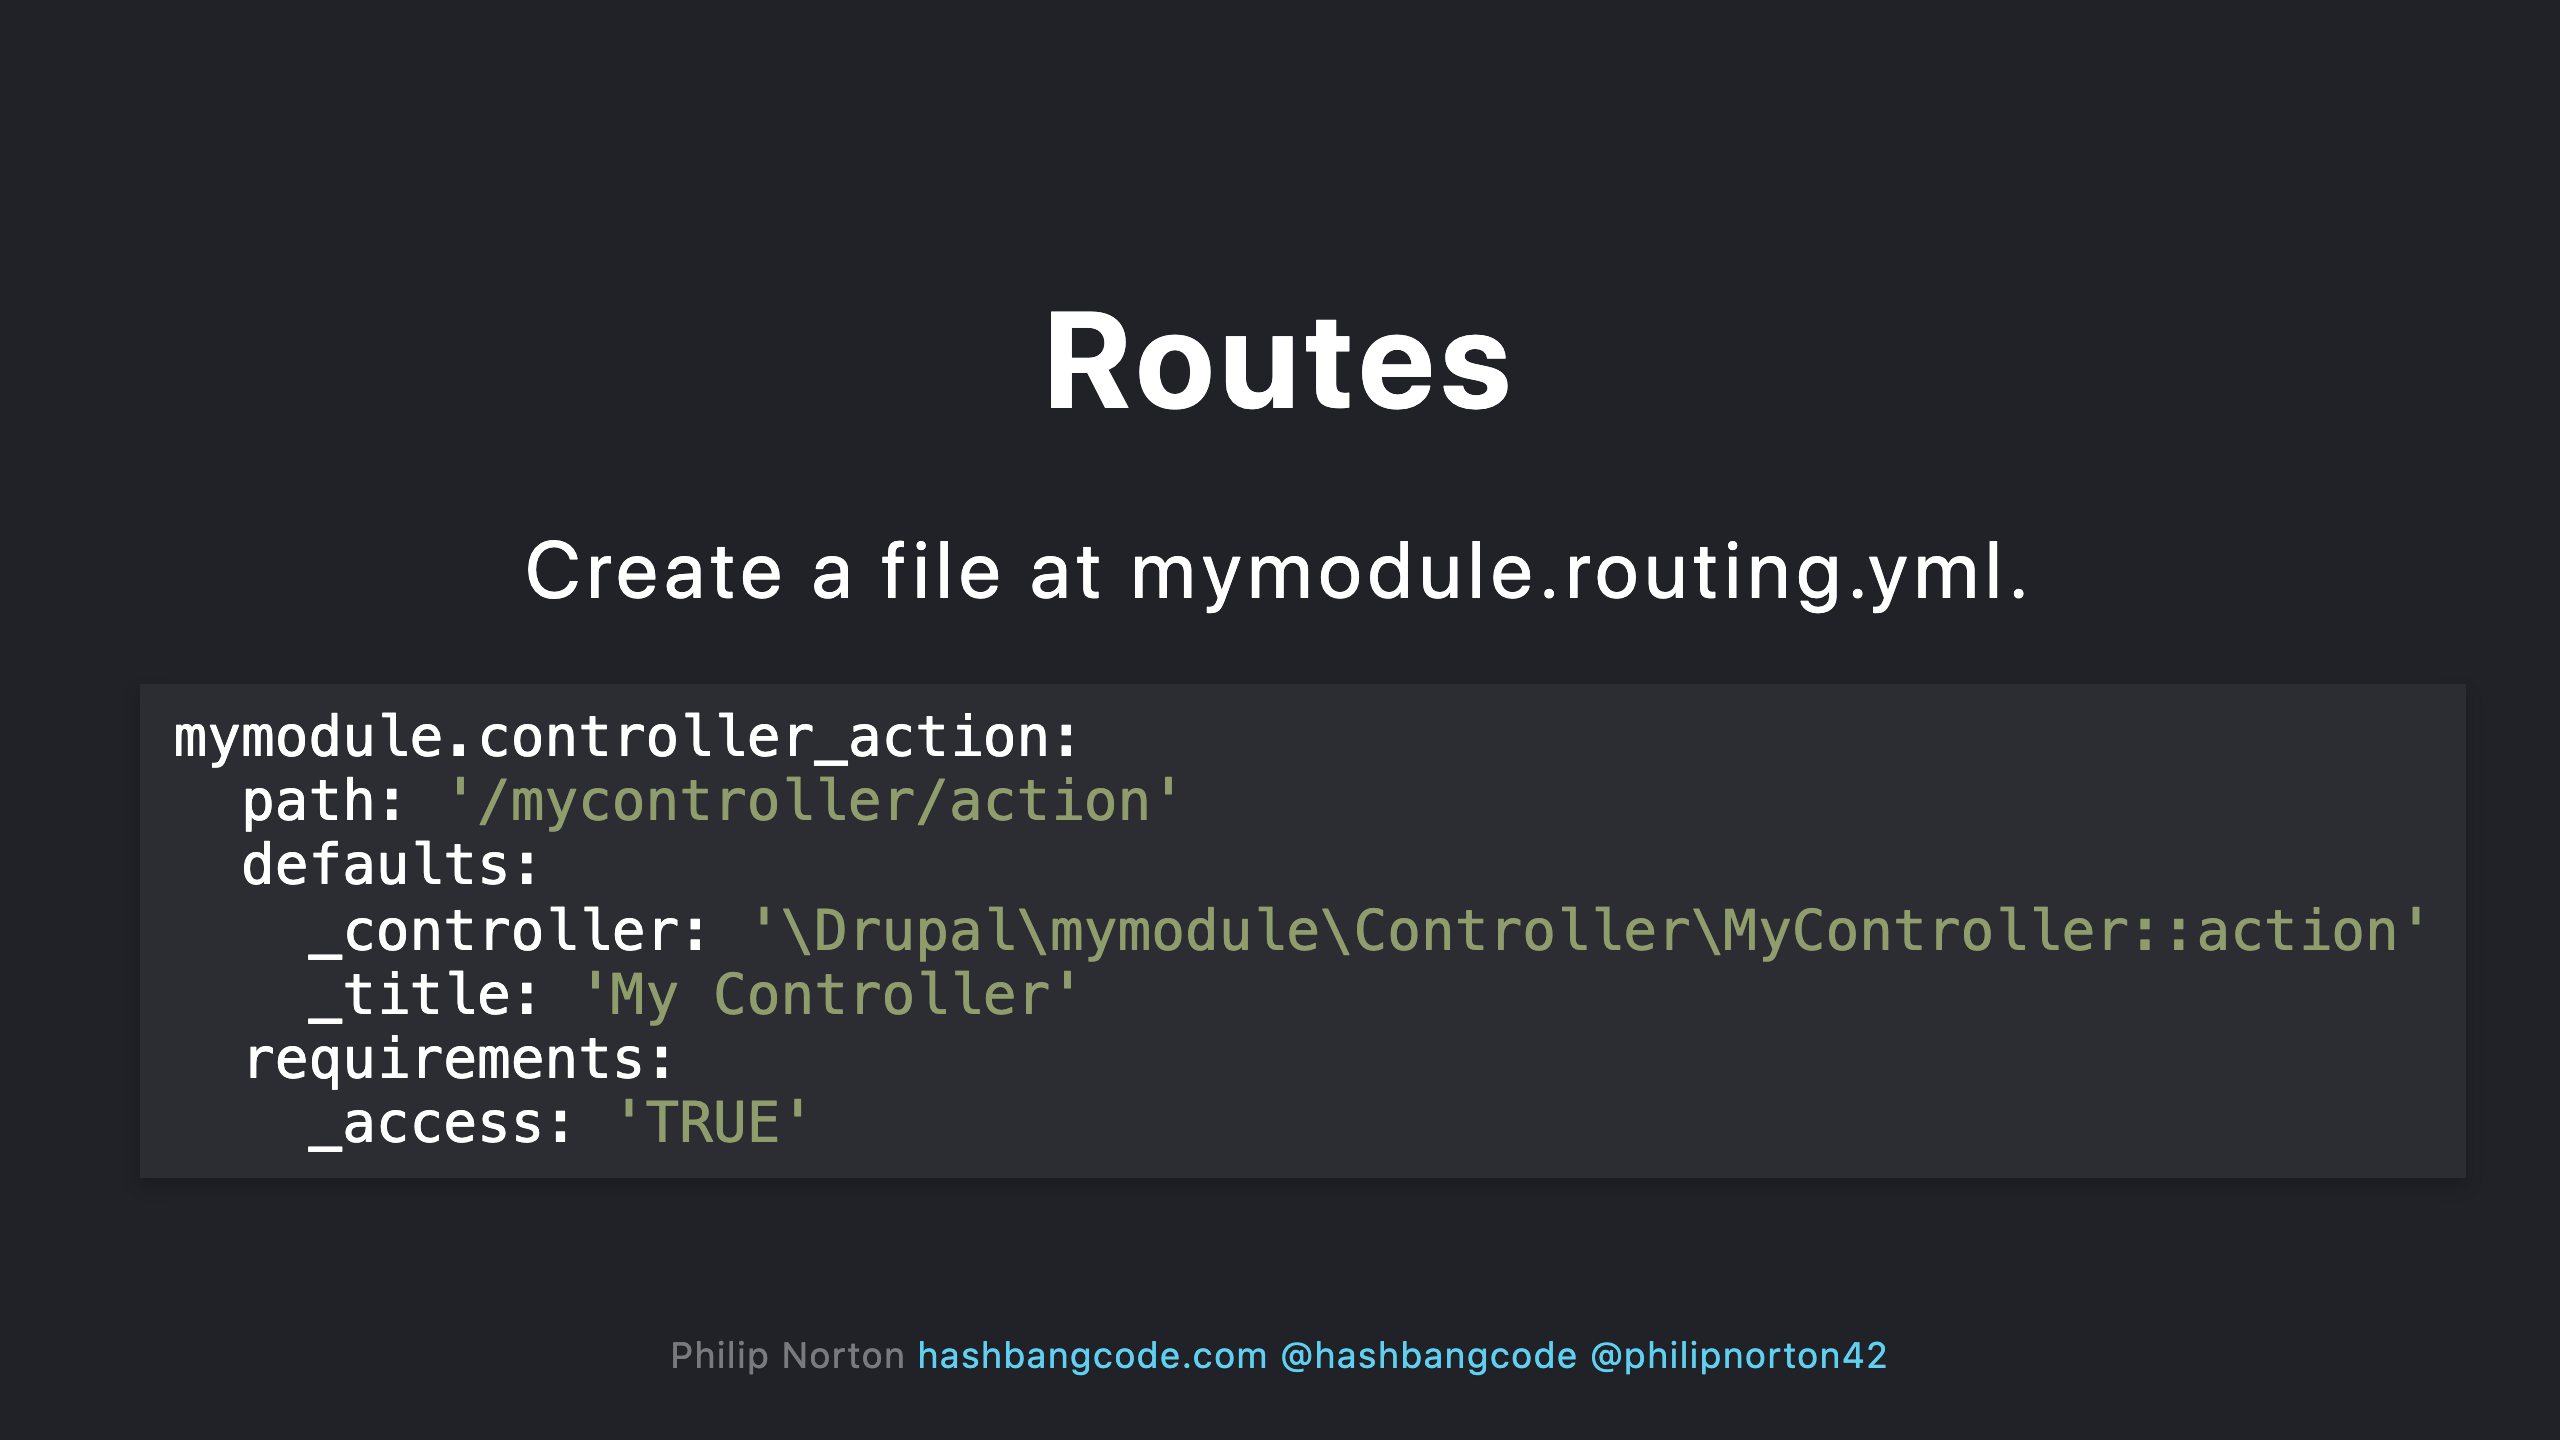 Routes
Create a file at mymodule.routing.yml.
mymodule.controller_action:
  path: '/mycontroller/action'
  defaults:
    _controller: '\Drupal\mymodule\Controller\MyController::action'
    _title: 'My Controller'
  requirements:
    _access: 'TRUE'
Philip Norton hashbangcode.com @hashbangcode @philipnorton42